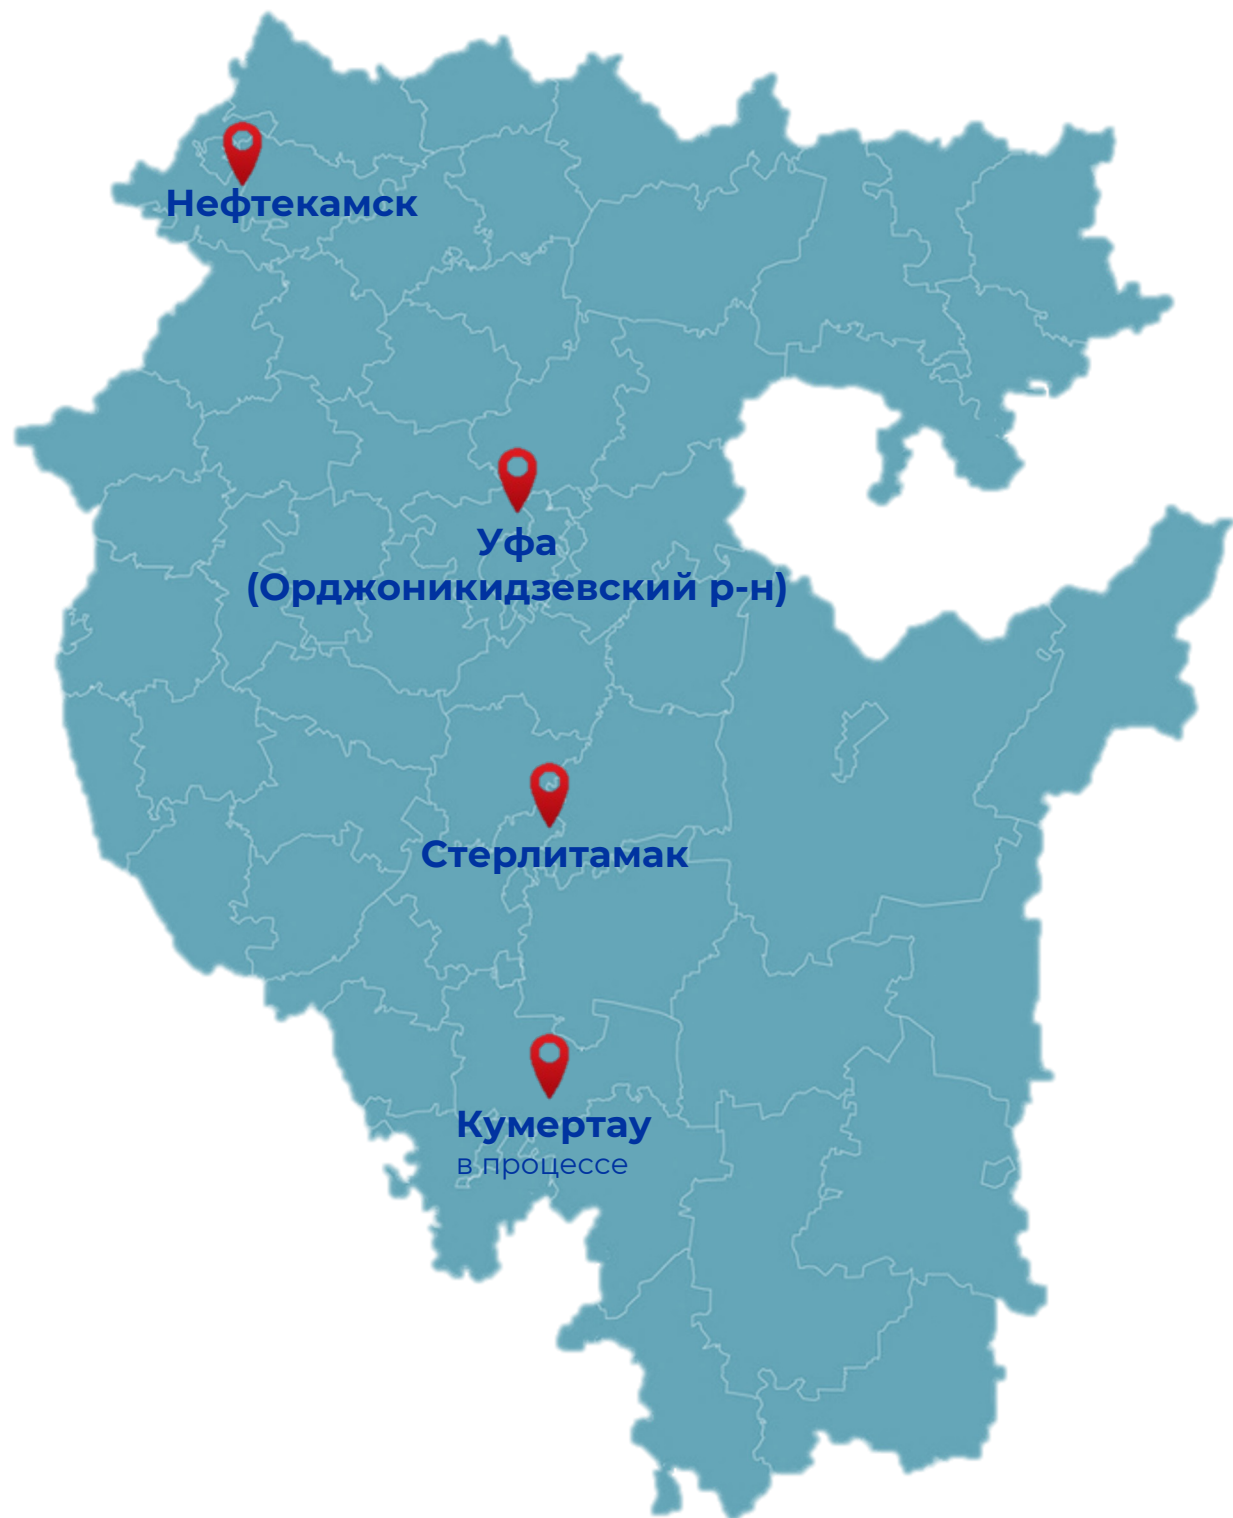 Нефтекамск
Уфа
(Орджоникидзевский р-н)
Стерлитамак
Кумертау
в процессе